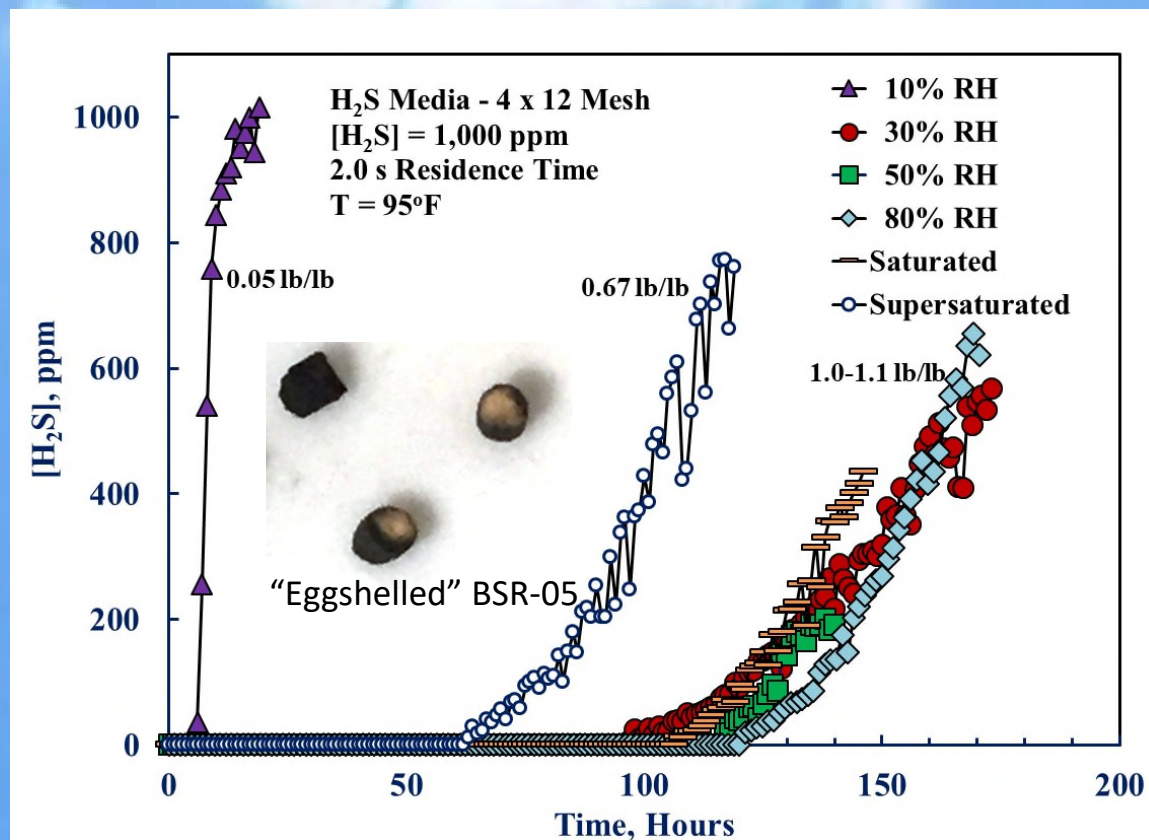 H₂S Media - 4 x 12 Mesh
[H₂S] = 1,000 ppm
2.0 s Residence Time
T = 95°F
10% RH
30% RH
50% RH
80% RH
Saturated
Supersaturated
0.05 lb/lb
0.67 lb/lb
1.0-1.1 lb/lb
"Eggshelled" BSR-05
[H₂S], ppm
1000
800
600
400
200
0
0 50 100 150 200
Time, Hours